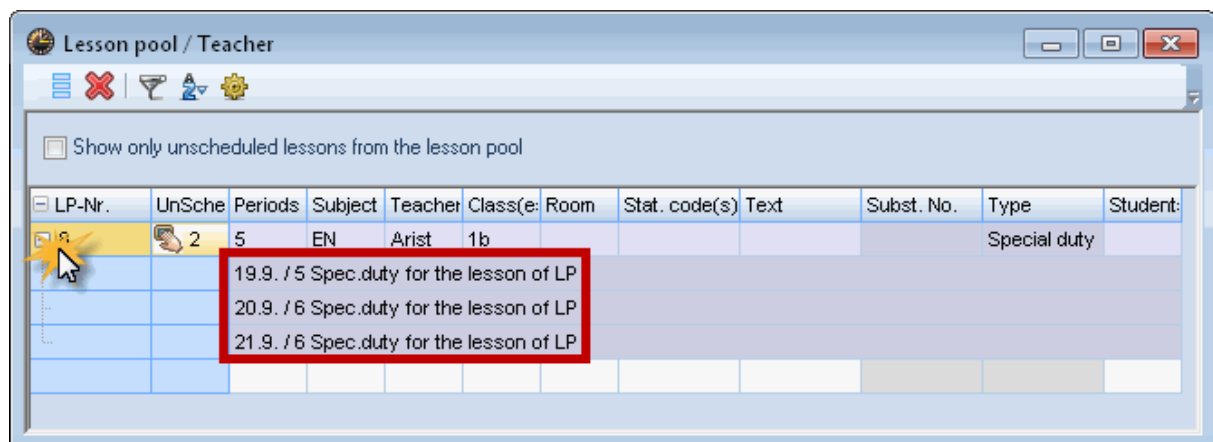 Lesson pool / Teacher
Show only unscheduled lessons from the lesson pool
LP-Nr. UnSche Periods Subject Teacher Class(e: Room Stat. code(s) Text Subst. No. Type Student:
2 5 EN Arist 1b Special duty
19.9. / 5 Spec.duty for the lesson of LP
20.9. / 6 Spec.duty for the lesson of LP
21.9. / 6 Spec.duty for the lesson of LP